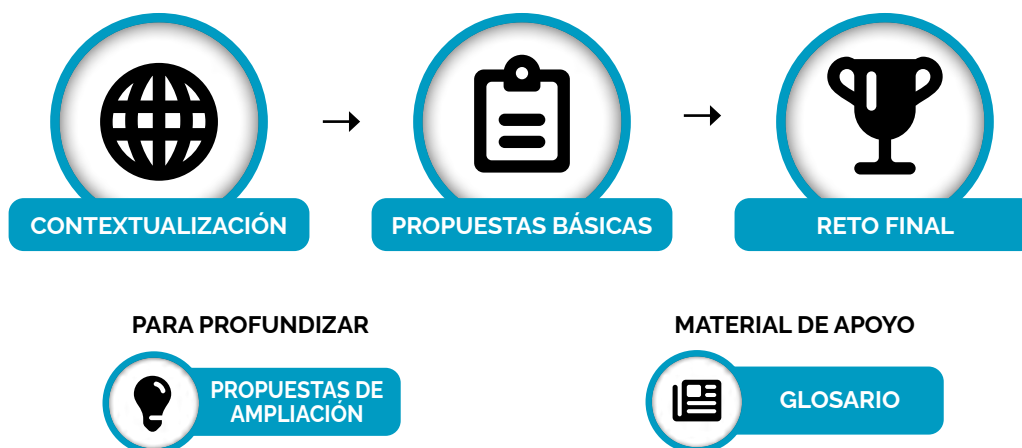 CONTEXTUALIZACIÓN
PROPUESTAS BÁSICAS
RETO FINAL
PARA PROFUNDIZAR
MATERIAL DE APOYO
PROPUESTAS DE
AMPLIACIÓN
GLOSARIO